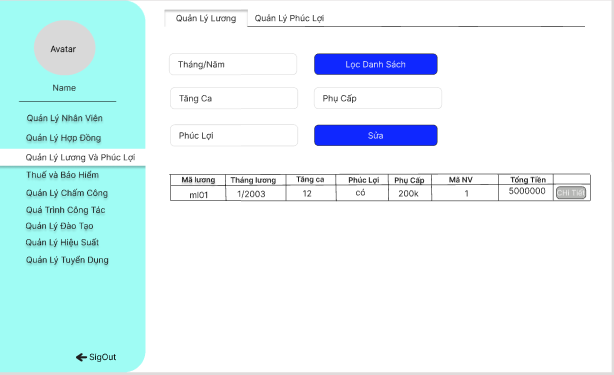 Avatar
Name
Quản Lý Nhân Viên
Quản Lý Hợp Đồng
Quản Lý Lương Và Phúc Lợi
Thuế và Bảo Hiểm
Quản Lý Chấm Công
Quá Trình Công Tác
Quản Lý Đào Tạo
Quản Lý Hiệu Suất
Quản Lý Tuyển Dụng
SigOut
Quản Lý Lương Quản Lý Phúc Lợi
Tháng/Năm Lọc Danh Sách
Tăng Ca Phụ Cấp
Phúc Lợi Sửa
Mã lương Tháng lương Tăng ca Phúc Lợi Phụ Cấp Mã NV Tổng Tiền
ml01 1/2003 12 có 200k 1 5000000 CHi Tiết